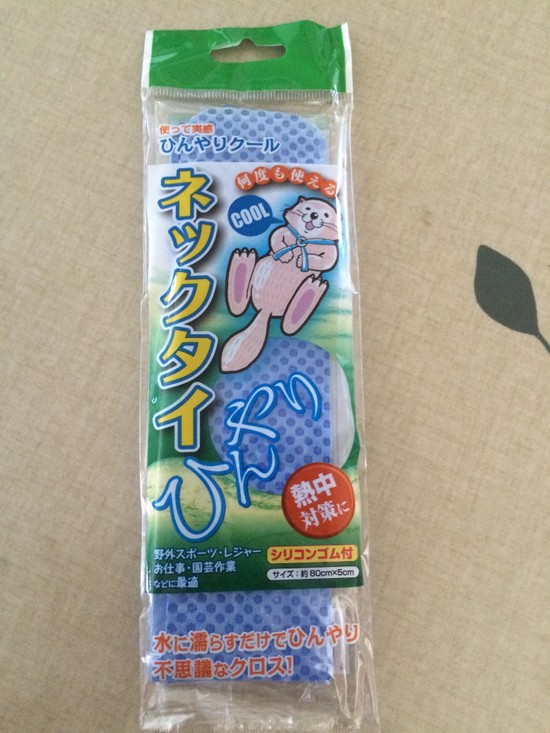 使って実感
ひんやりクール
何度も使える
COOL
ネックタイ
ひんやり
熱中
対策に
野外スポーツ・レジャー
お仕事・園芸作業
などに最適
シリコンゴム付
サイズ：約80cm×5cm
水に濡らすだけでひんやり
不思議なクロス!